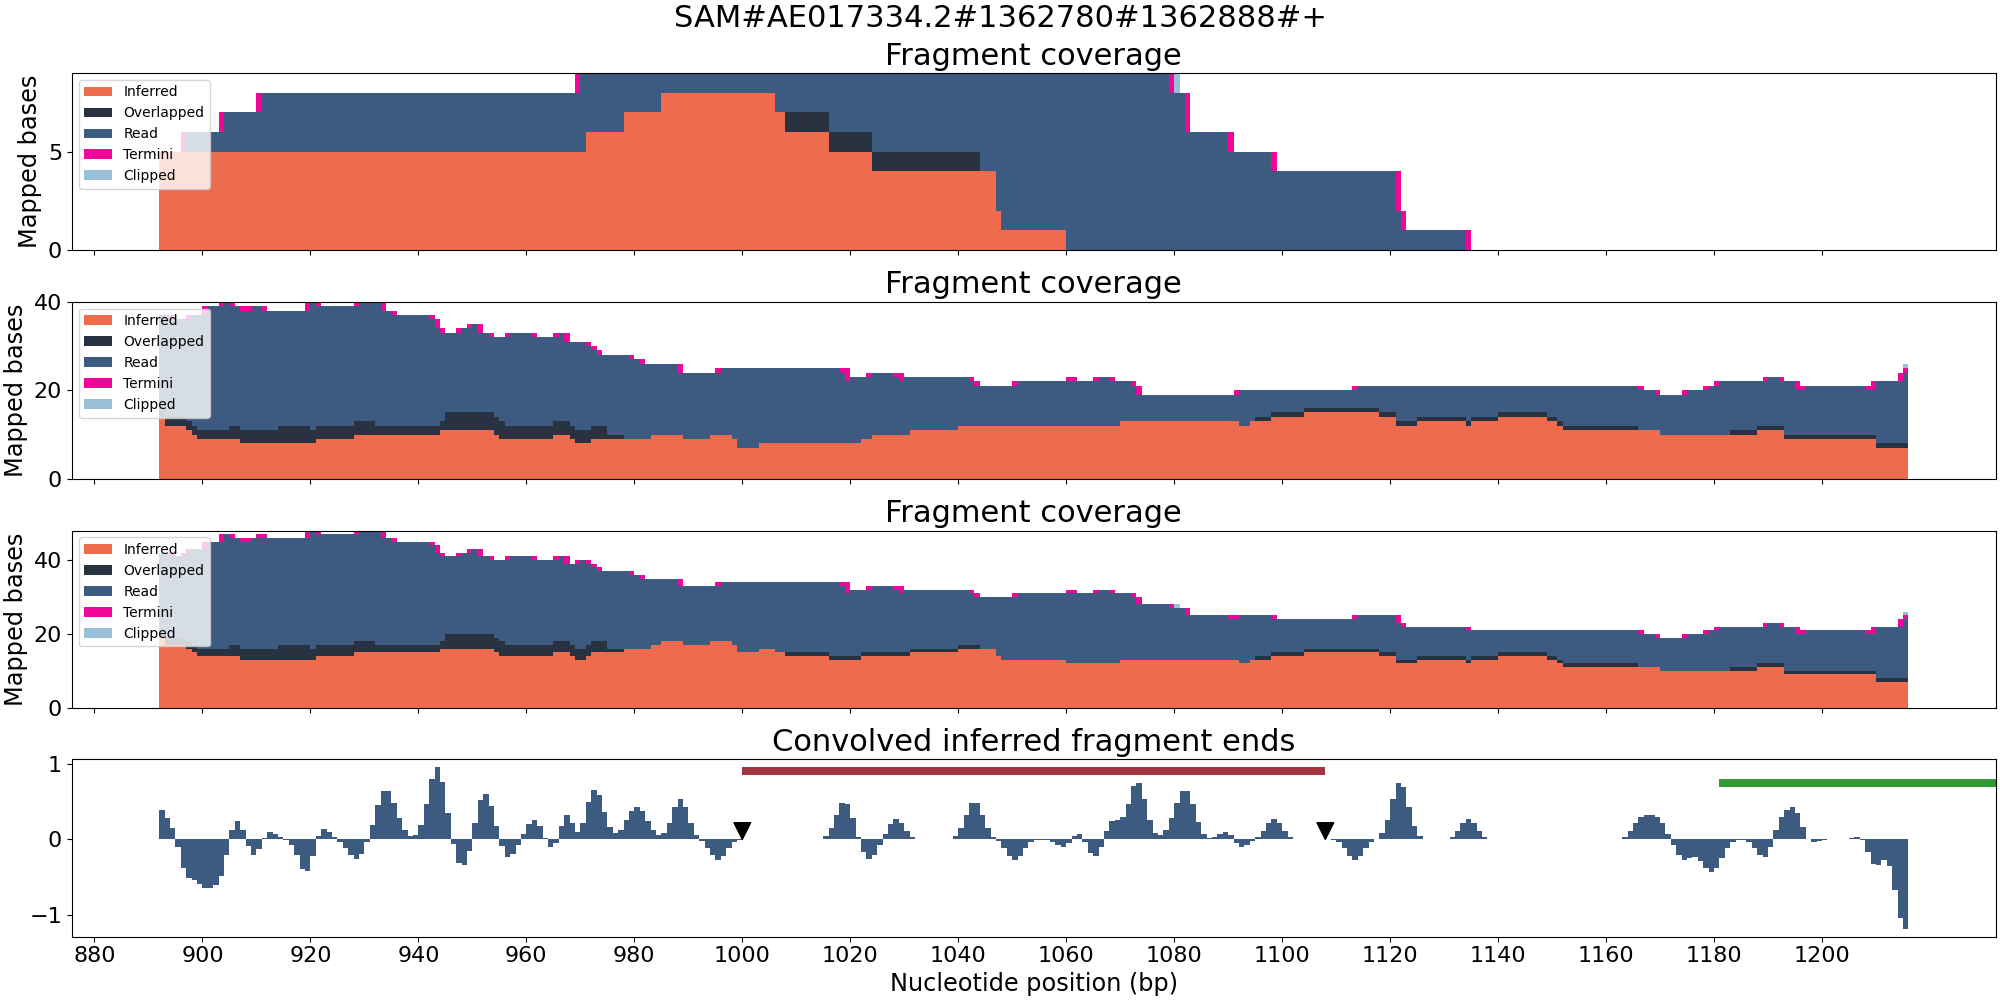 SAM#AE017334.2#1362780#1362888#+
Fragment coverage
Mapped bases
5
0
Inferred
Overlapped
Read
Termini
Clipped
Fragment coverage
Mapped bases
40
20
0
Inferred
Overlapped
Read
Termini
Clipped
Fragment coverage
Mapped bases
40
20
0
Inferred
Overlapped
Read
Termini
Clipped
Convolved inferred fragment ends
1
0
−1
880 900 920 940 960 980 1000 1020 1040 1060 1080 1100 1120 1140 1160 1180 1200
Nucleotide position (bp)